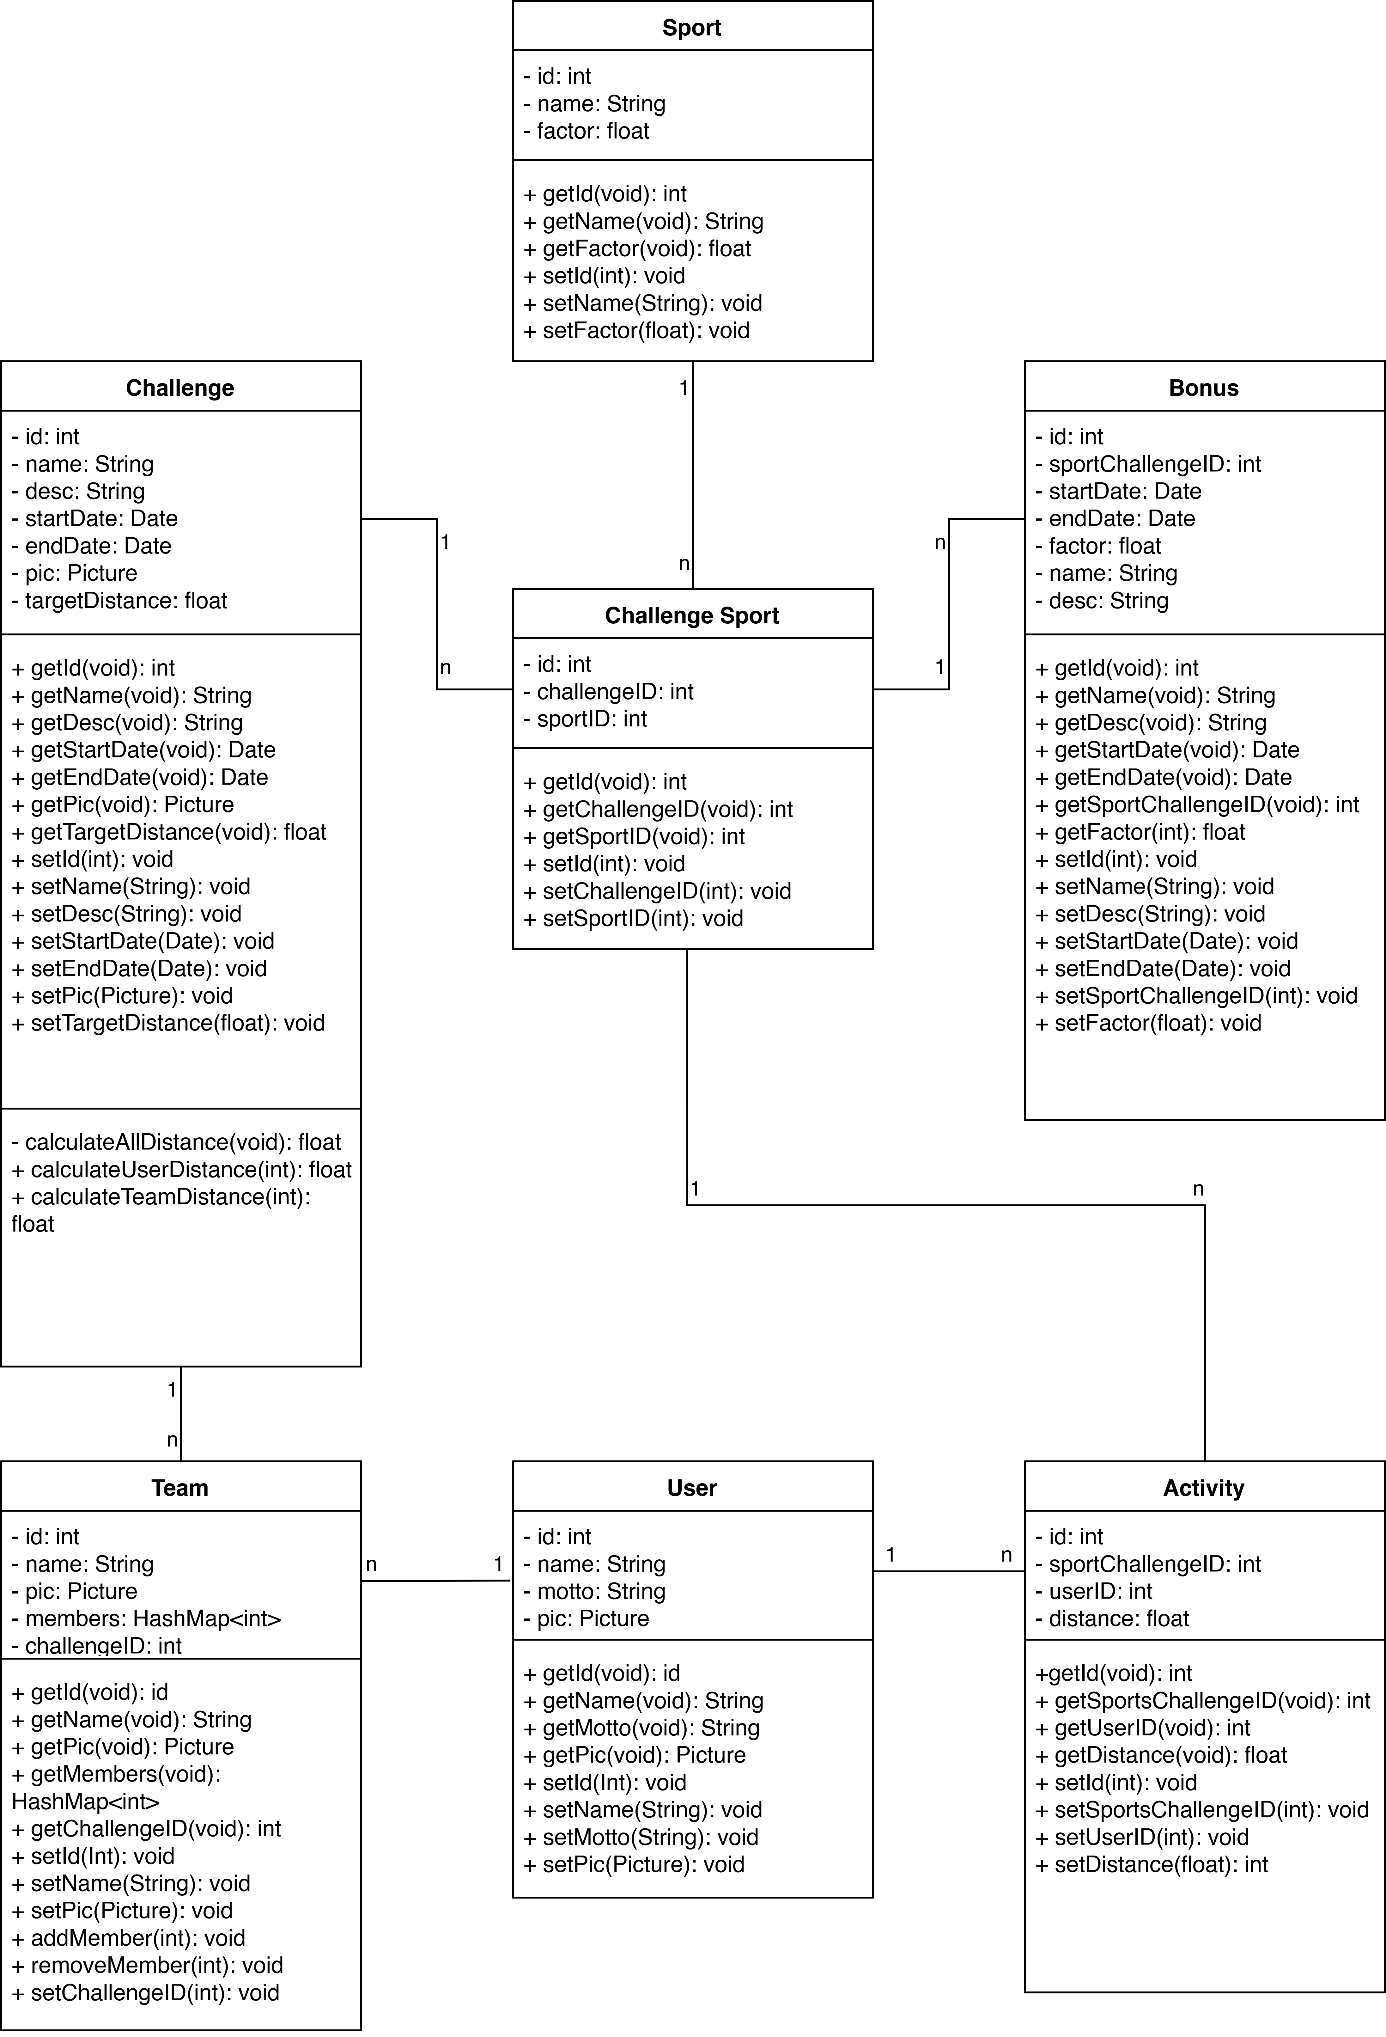 Sport
- id: int
- name: String
- factor: float
+ getId(void): int
+ getName(void): String
+ getFactor(void): float
+ setId(int): void
+ setName(String): void
+ setFactor(float): void
1
n
Challenge
- id: int
- name: String
- desc: String
- startDate: Date
- endDate: Date
- pic: Picture
- targetDistance: float
+ getId(void): int
+ getName(void): String
+ getDesc(void): String
+ getStartDate(void): Date
+ getEndDate(void): Date
+ getPic(void): Picture
+ getTargetDistance(void): float
+ setId(int): void
+ setName(String): void
+ setDesc(String): void
+ setStartDate(Date): void
+ setEndDate(Date): void
+ setPic(Picture): void
+ setTargetDistance(float): void
- calculateAllDistance(void): float
+ calculateUserDistance(int): float
+ calculateTeamDistance(int):
float
1
n
Challenge Sport
- id: int
- challengeID: int
- sportID: int
+ getId(void): int
+ getChallengeID(void): int
+ getSportID(void): int
+ setId(int): void
+ setChallengeID(int): void
+ setSportID(int): void
n
1
Bonus
- id: int
- sportChallengeID: int
- startDate: Date
- endDate: Date
- factor: float
- name: String
- desc: String
+ getId(void): int
+ getName(void): String
+ getDesc(void): String
+ getStartDate(void): Date
+ getEndDate(void): Date
+ getSportChallengeID(void): int
+ getFactor(int): float
+ setId(int): void
+ setName(String): void
+ setDesc(String): void
+ setStartDate(Date): void
+ setEndDate(Date): void
+ setSportChallengeID(int): void
+ setFactor(float): void
1
n
1
n
Team
- id: int
- name: String
- pic: Picture
- members: HashMap<int>
- challengeID: int
+ getId(void): id
+ getName(void): String
+ getPic(void): Picture
+ getMembers(void):
HashMap<int>
+ getChallengeID(void): int
+ setId(Int): void
+ setName(String): void
+ setPic(Picture): void
+ addMember(int): void
+ removeMember(int): void
+ setChallengeID(int): void
n
1
User
- id: int
- name: String
- motto: String
- pic: Picture
+ getId(void): id
+ getName(void): String
+ getMotto(void): String
+ getPic(void): Picture
+ setId(Int): void
+ setName(String): void
+ setMotto(String): void
+ setPic(Picture): void
1
n
Activity
- id: int
- sportChallengeID: int
- userID: int
- distance: float
+getId(void): int
+ getSportsChallengeID(void): int
+ getUserID(void): int
+ getDistance(void): float
+ setId(int): void
+ setSportsChallengeID(int): void
+ setUserID(int): void
+ setDistance(float): int